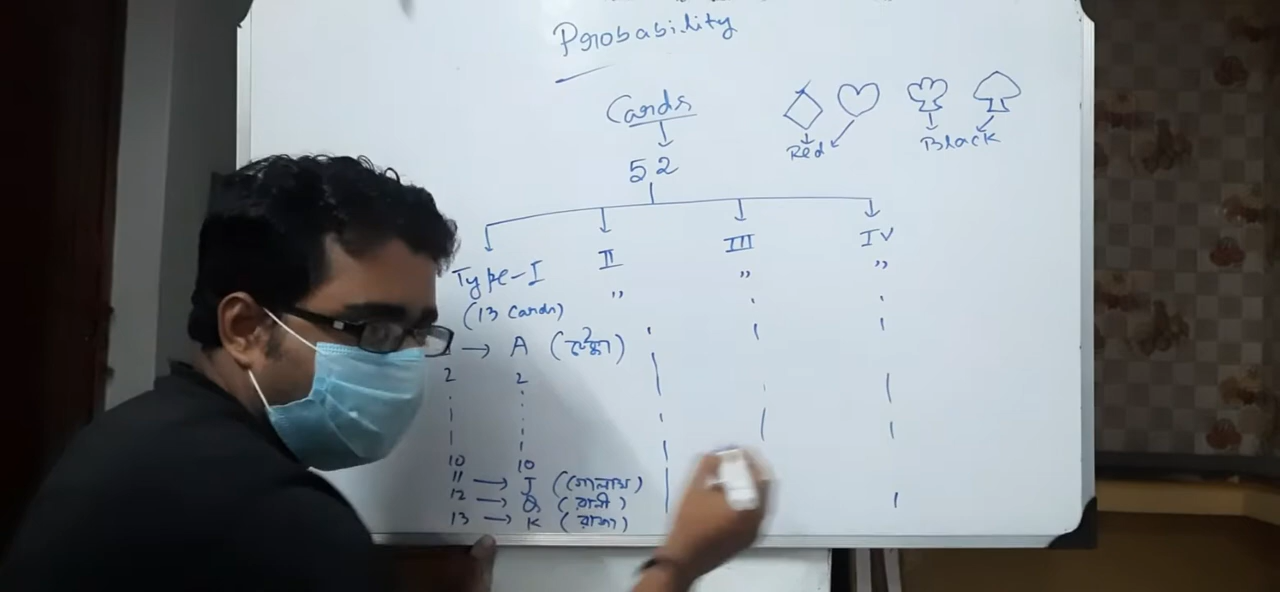 Probability
Cards
52
Red
Black
Type-I II III IV
(13 Cards) " " "
→ A (টেক্কা)
2 2
10 10
11 → J (গোলাম)
12 → Q (রানী)
13 → K (রাজা)